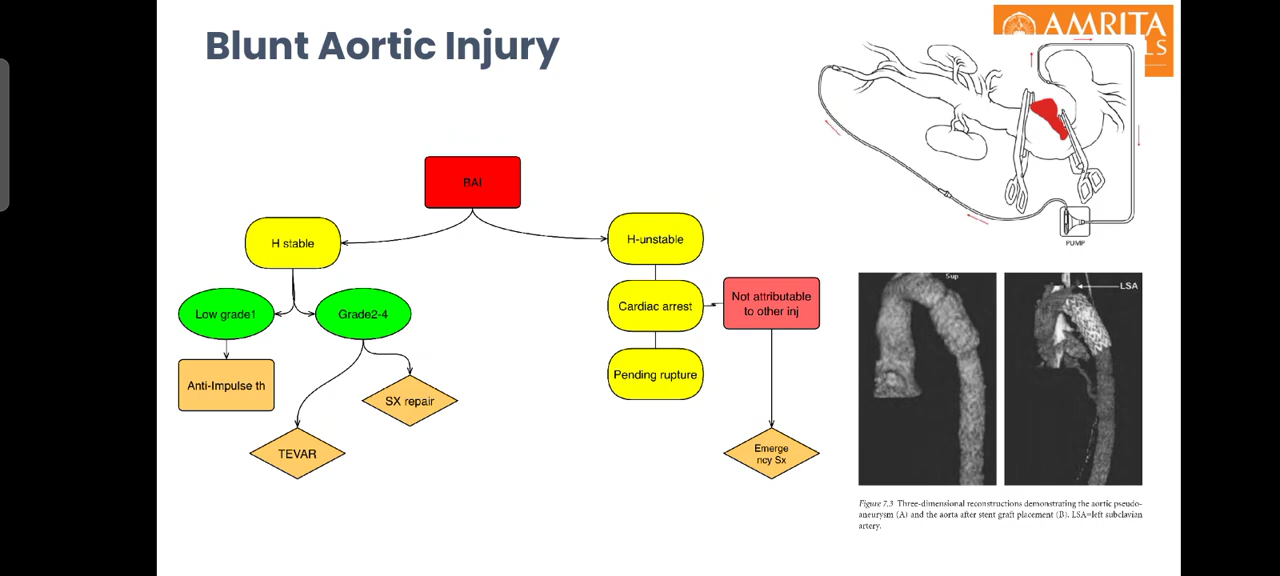 Blunt Aortic Injury
AMRITA
LS
BAI
H stable
H-unstable
Low grade1
Grade2-4
Cardiac arrest
Not attributable
to other inj
Anti-Impulse th
SX repair
Pending rupture
TEVAR
Emerge
ncy Sx
PUMP
5up
LSA
Figure 7.3 Three-dimensional reconstructions demonstrating the aortic pseudo-
aneurysm (A) and the aorta after stent graft placement (B). LSA=left subclavian
artery.